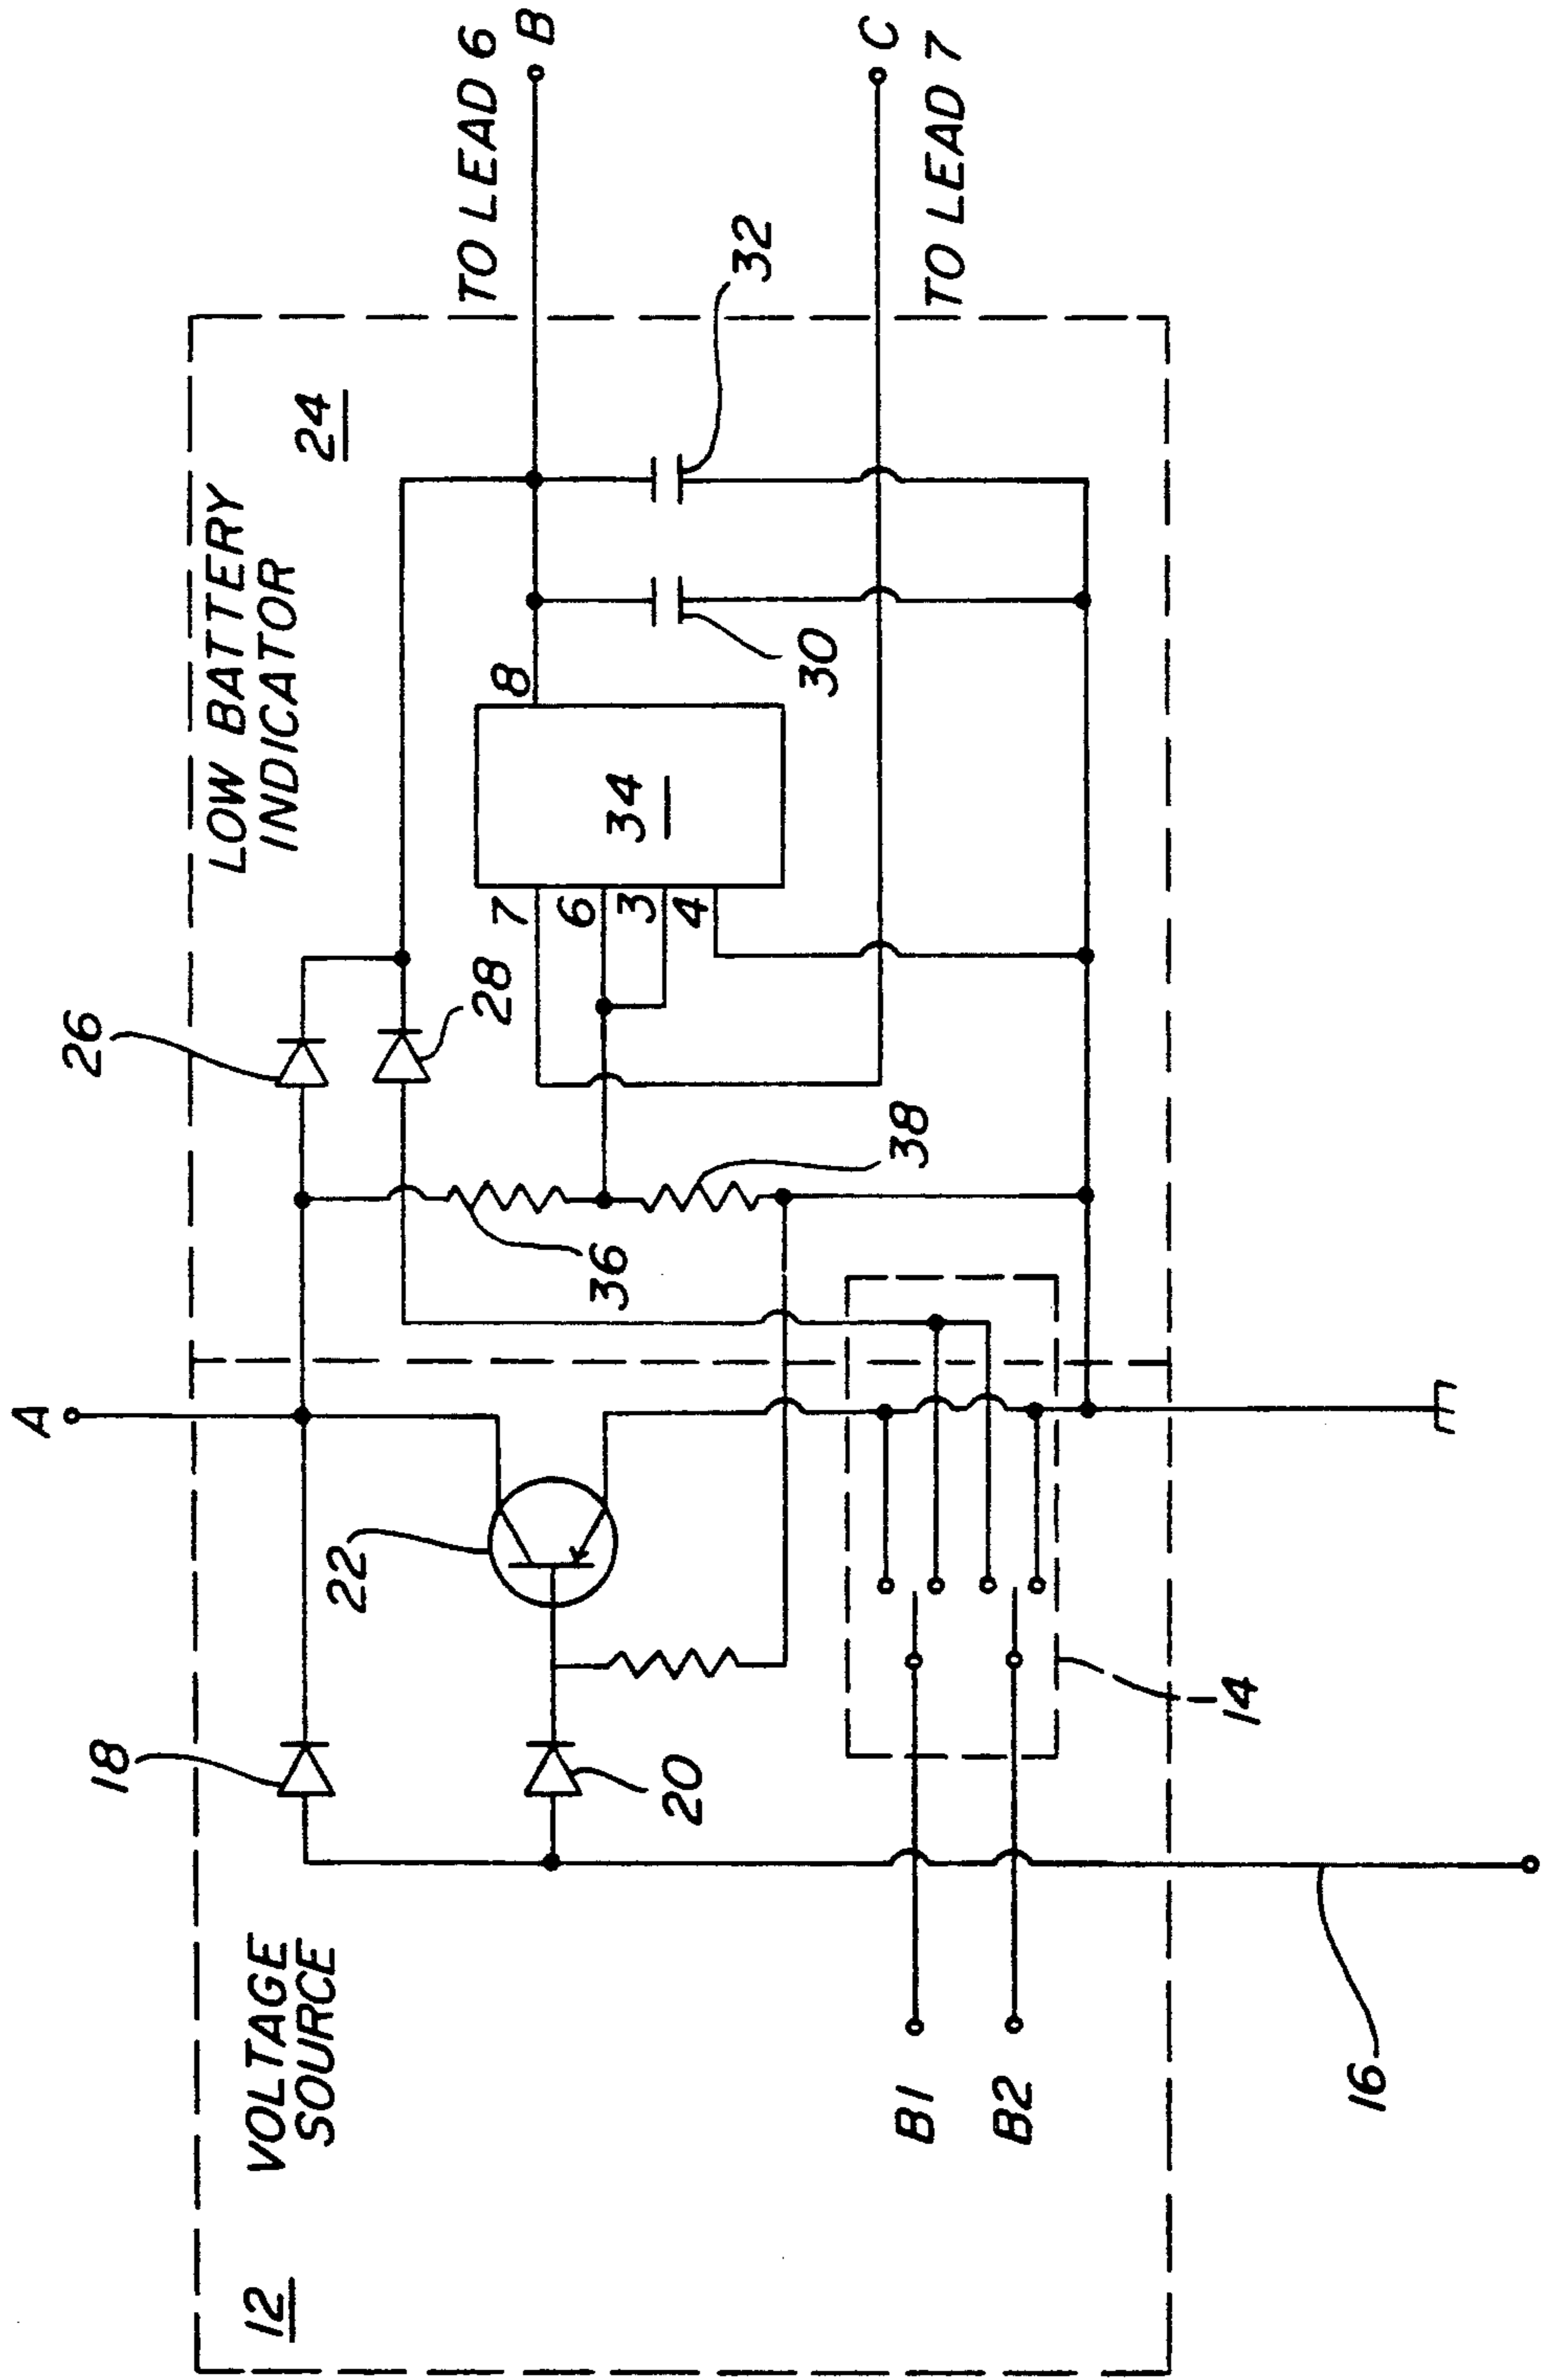 12
VOLTAGE
SOURCE
18
20
22
A
B1
B2
14
16
LOW BATTERY
INDICATOR
24
26
28
36
38
7
6
3
4
34
8
30
32
TO LEAD 6
B
C
TO LEAD 7